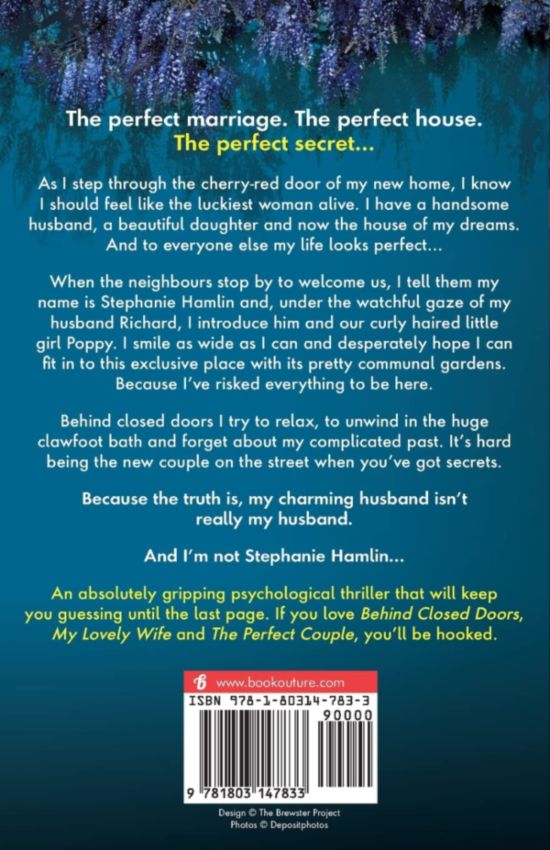 The perfect marriage. The perfect house.
The perfect secret...
As I step through the cherry-red door of my new home, I know
I should feel like the luckiest woman alive. I have a handsome
husband, a beautiful daughter and now the house of my dreams.
And to everyone else my life looks perfect...
When the neighbours stop by to welcome us, I tell them my
name is Stephanie Hamlin and, under the watchful gaze of my
husband Richard, I introduce him and our curly haired little
girl Poppy. I smile as wide as I can and desperately hope I can
fit in to this exclusive place with its pretty communal gardens.
Because I've risked everything to be here.
Behind closed doors I try to relax, to unwind in the huge
clawfoot bath and forget about my complicated past. It's hard
being the new couple on the street when you've got secrets.
Because the truth is, my charming husband isn't
really my husband.
And I'm not Stephanie Hamlin...
An absolutely gripping psychological thriller that will keep
you guessing until the last page. If you love Behind Closed Doors,
My Lovely Wife and The Perfect Couple, you'll be hooked.
B www.bookouture.com
ISBN 978-1-80314-783-3
90000
9 781803 147833
Design © The Brewster Project
Photos © Depositphotos